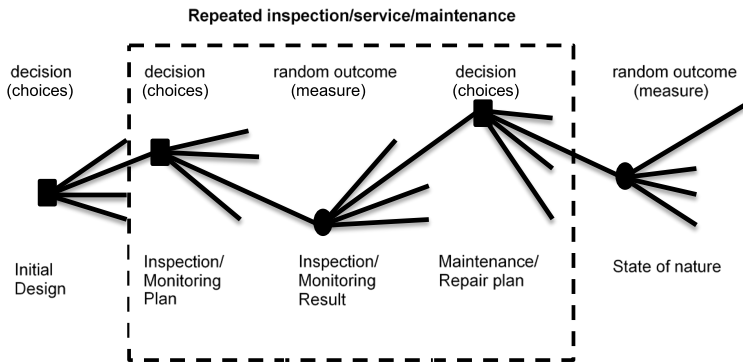 Repeated inspection/service/maintenance
decision
(choices)
decision
(choices)
random outcome
(measure)
decision
(choices)
random outcome
(measure)
Initial
Design
Inspection/
Monitoring
Plan
Inspection/
Monitoring
Result
Maintenance/
Repair plan
State of nature